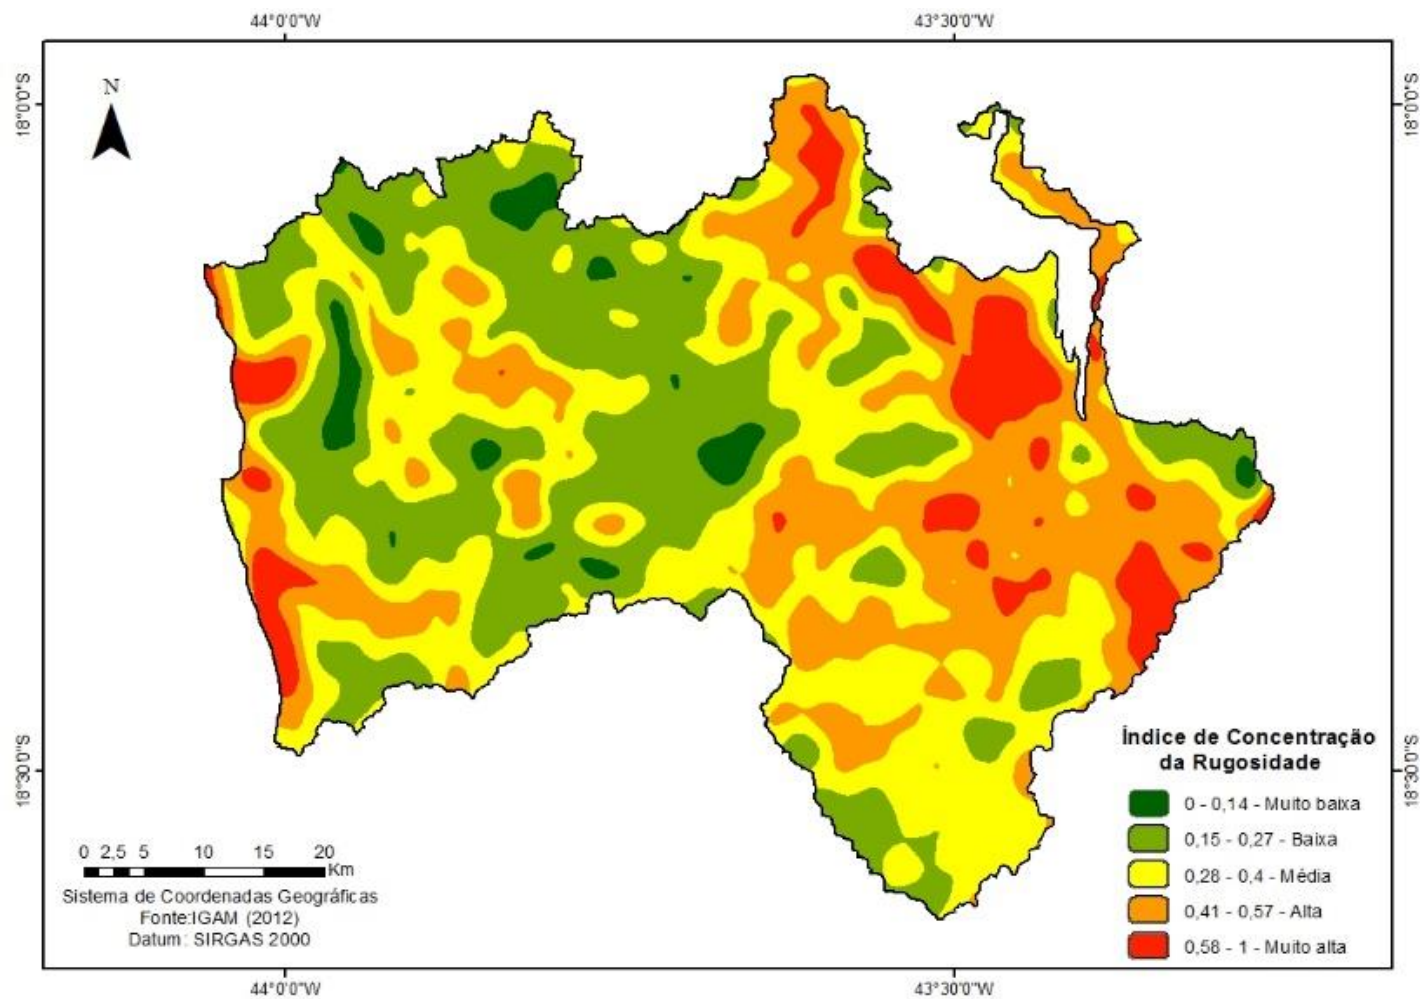 44°0'0"W
43°30'0"W
18°0'0"S
18°0'0"S
N
18°30'0"S
18°30'0"S
Índice de Concentração
da Rugosidade
0 - 0,14 - Muito baixa
0,15 - 0,27 - Baixa
0,28 - 0,4 - Média
0,41 - 0,57 - Alta
0,58 - 1 - Muito alta
0 2,5 5 10 15 20
Km
Sistema de Coordenadas Geográficas
Fonte:IGAM (2012)
Datum: SIRGAS 2000
44°0'0"W
43°30'0"W